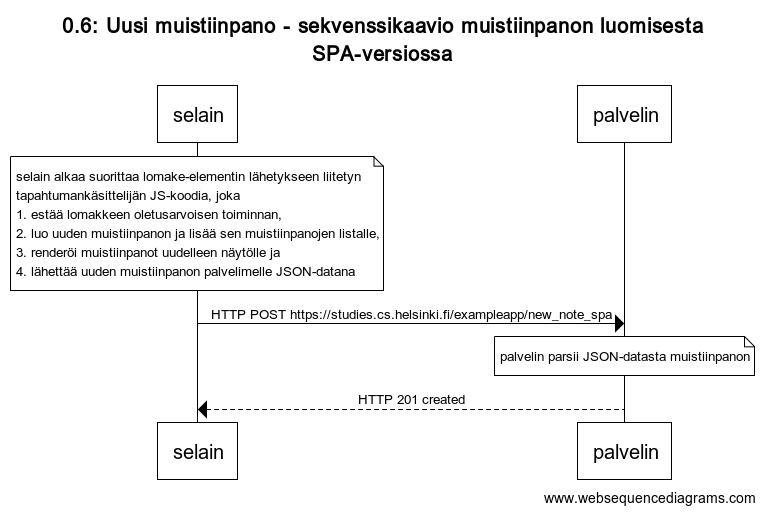 0.6: Uusi muistiinpano - sekvenssikaavio muistiinpanon luomisesta
SPA-versiossa
selain
palvelin
selain alkaa suorittaa lomake-elementin lähetykseen liitetyn
tapahtumankäsittelijän JS-koodia, joka
1. estää lomakkeen oletusarvoisen toiminnan,
2. luo uuden muistiinpanon ja lisää sen muistiinpanojen listalle,
3. renderöi muistiinpanot uudelleen näytölle ja
4. lähettää uuden muistiinpanon palvelimelle JSON-datana
HTTP POST https://studies.cs.helsinki.fi/exampleapp/new_note_spa
palvelin parsii JSON-datasta muistiinpanon
HTTP 201 created
selain
palvelin
www.websequencediagrams.com